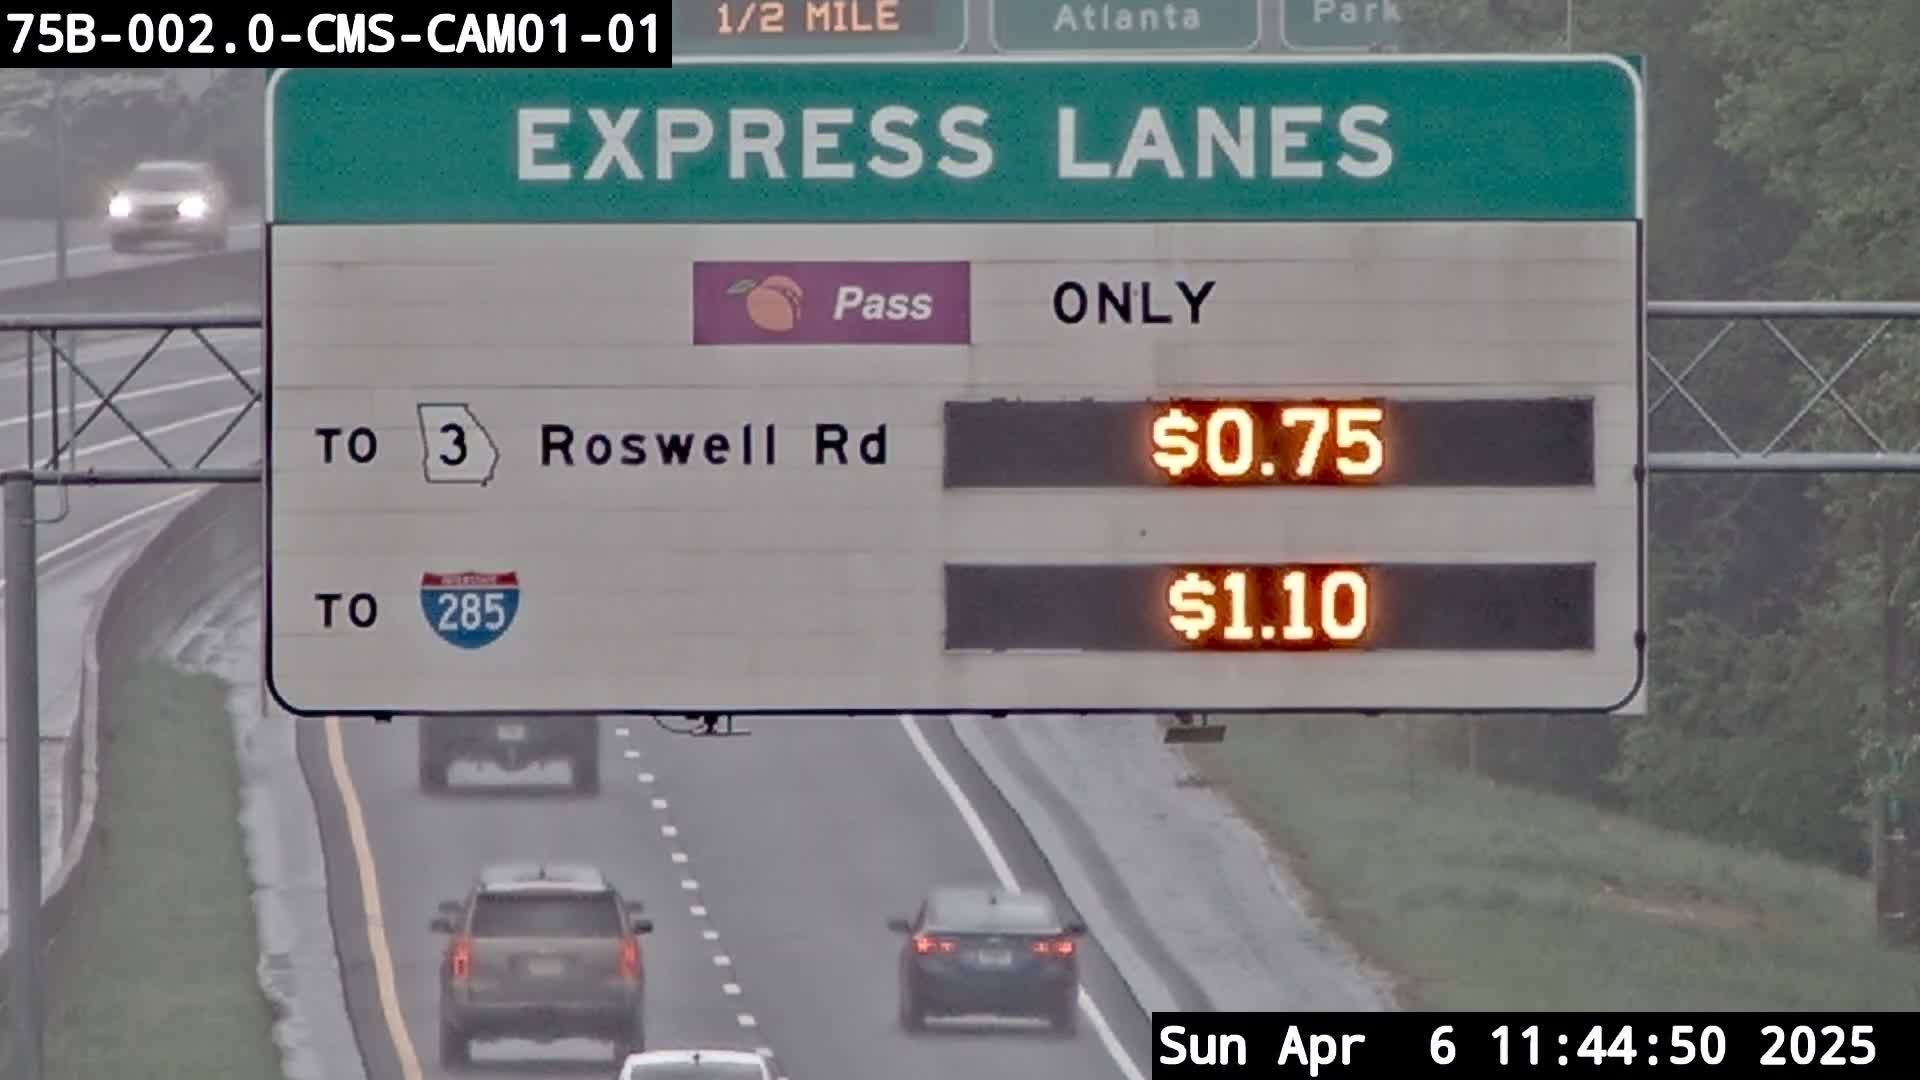 75B-002.0-CMS-CAM01-01
1/2 MILE
Atlanta
Park
EXPRESS LANES
Pass ONLY
TO 3 Roswell Rd $0.75
TO 285 $1.10
Sun Apr 6 11:44:50 2025